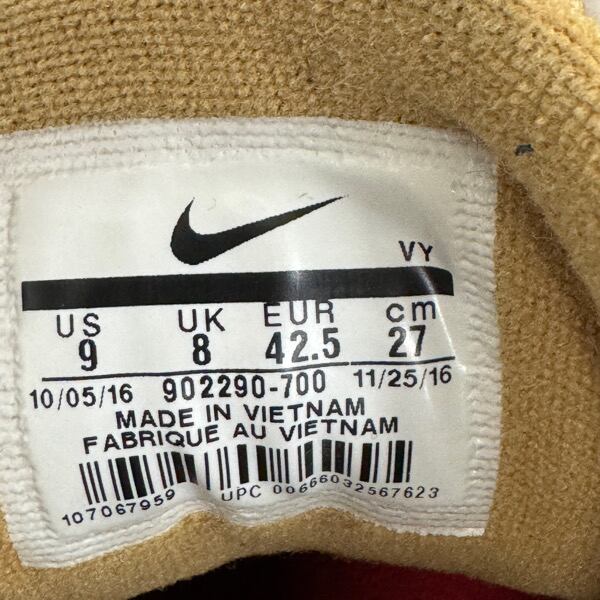 VY
US UK EUR cm
9 8 42.5 27
10/05/16 902290-700 11/25/16
MADE IN VIETNAM
FABRIQUE AU VIETNAM
107067959 UPC 00666032567623